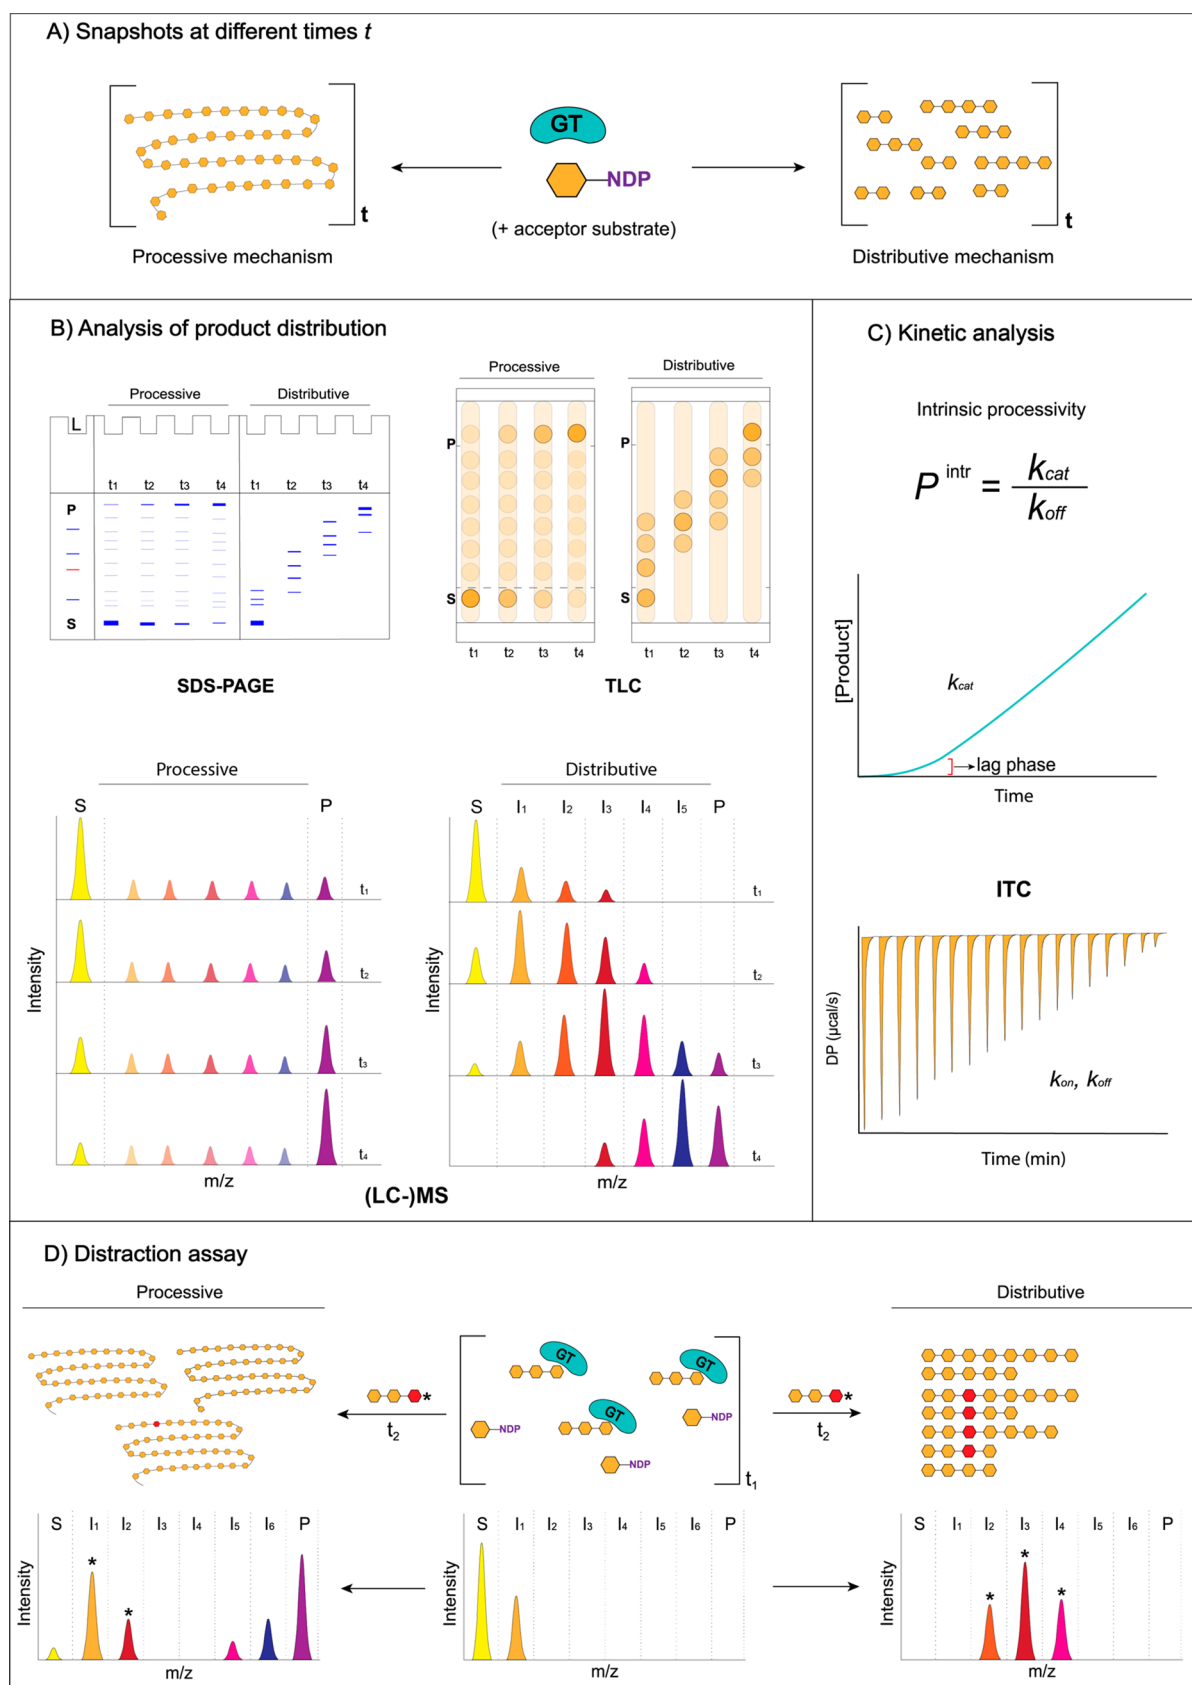 A) Snapshots at different times t
GT
NDP
(+ acceptor substrate)
t
Processive mechanism
t
Distributive mechanism
B) Analysis of product distribution
Processive
Distributive
L
t1 t2 t3 t4 t1 t2 t3 t4
P
S
SDS-PAGE
Processive
Distributive
P
S
P
S
t1 t2 t3 t4
t1 t2 t3 t4
TLC
Processive
S P
t1
t2
t3
t4
Intensity
m/z
Distributive
S I1 I2 I3 I4 I5 P
t1
t2
t3
t4
Intensity
m/z
(LC-)MS
C) Kinetic analysis
Intrinsic processivity
P intr = kcat / koff
[Product]
kcat
lag phase
Time
ITC
DP (µcal/s)
kon, koff
Time (min)
D) Distraction assay
Processive
Distributive
*
t2
GT
GT
GT
NDP
NDP
NDP
t1
*
t2
S I1 I2 I3 I4 I5 I6 P
* *
Intensity
m/z
S I1 I2 I3 I4 I5 I6 P
Intensity
m/z
S I1 I2 I3 I4 I5 I6 P
* * *
Intensity
m/z